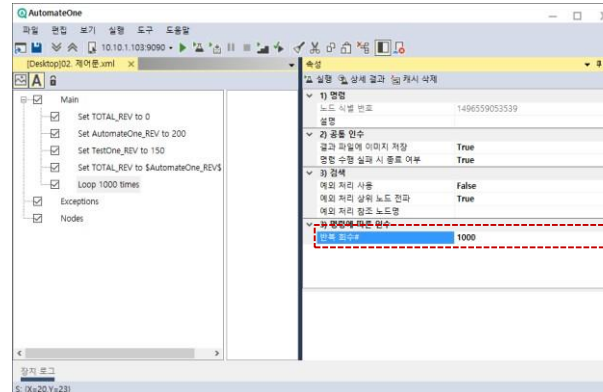 AutomateOne
파일 편집 보기 실행 도구 도움말
10.10.1.103:9090
[Desktop]02. 제어문.xml
A
Main
Set TOTAL_REV to 0
Set AutomateOne_REV to 200
Set TestOne_REV to 150
Set TOTAL_REV to $AutomateOne_REV$
Loop 1000 times
Exceptions
Nodes
속성
실행 상세 결과 캐시 삭제
1) 명령
노드 식별 번호 1496559053539
설명
2) 공통 인수
결과 파일에 이미지 저장 True
명령 수행 실패 시 종료 여부 True
3) 검색
예외 처리 사용 False
예외 처리 상위 노드 전파 True
예외 처리 참조 노드명
명령에 따른 인수
반복 회수# 1000
장치 로그
S: (X=20,Y=23)